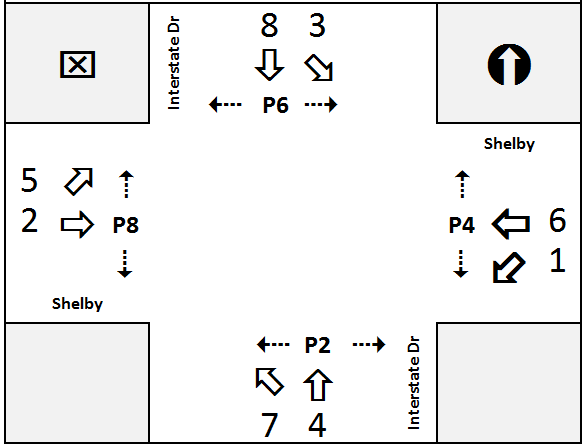 8 3
Interstate Dr
P6
Shelby
5
2
P8
P4
6
1
Shelby
P2
Interstate Dr
7 4